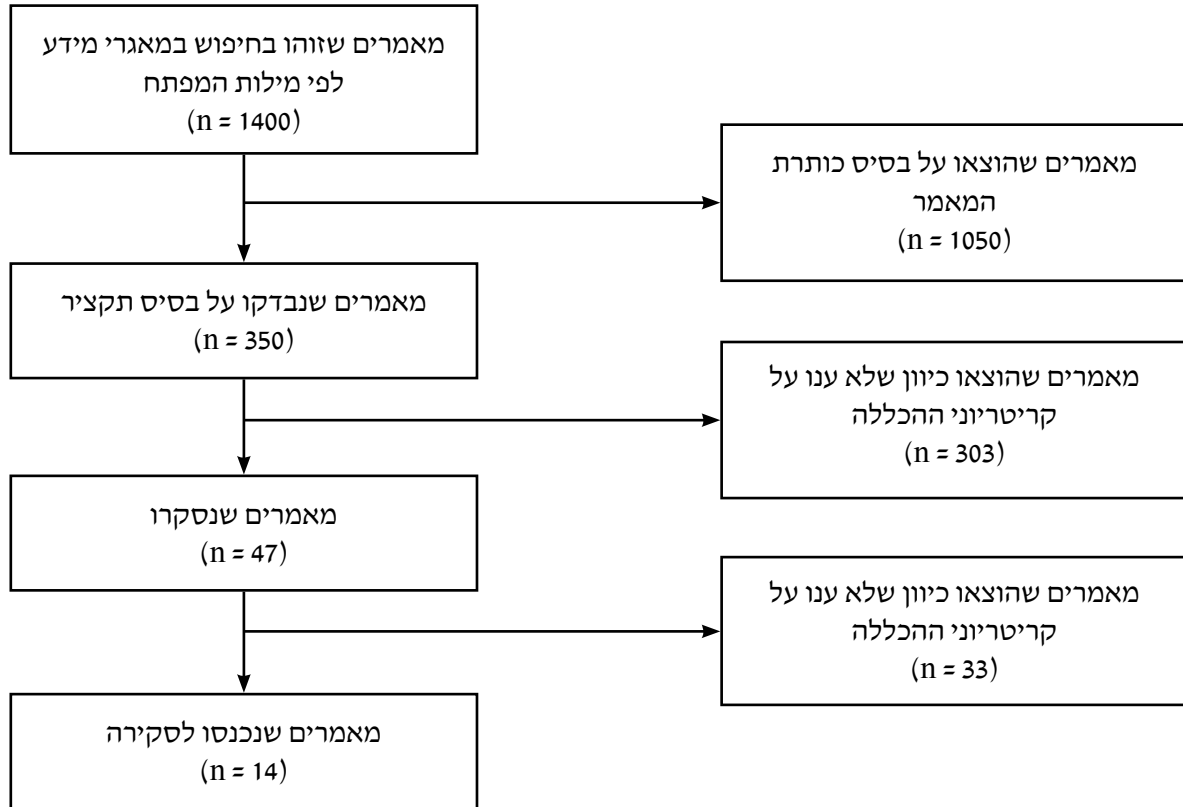 מאמרים שזוהו בחיפוש במאגרי מידע
לפי מילות המפתח
(n = 1400)
מאמרים שהוצאו על בסיס כותרת
המאמר
(n = 1050)
מאמרים שנבדקו על בסיס תקציר
(n = 350)
מאמרים שהוצאו כיוון שלא ענו על
קריטריוני ההכללה
(n = 303)
מאמרים שנסקרו
(n = 47)
מאמרים שהוצאו כיוון שלא ענו על
קריטריוני ההכללה
(n = 33)
מאמרים שנכנסו לסקירה
(n = 14)